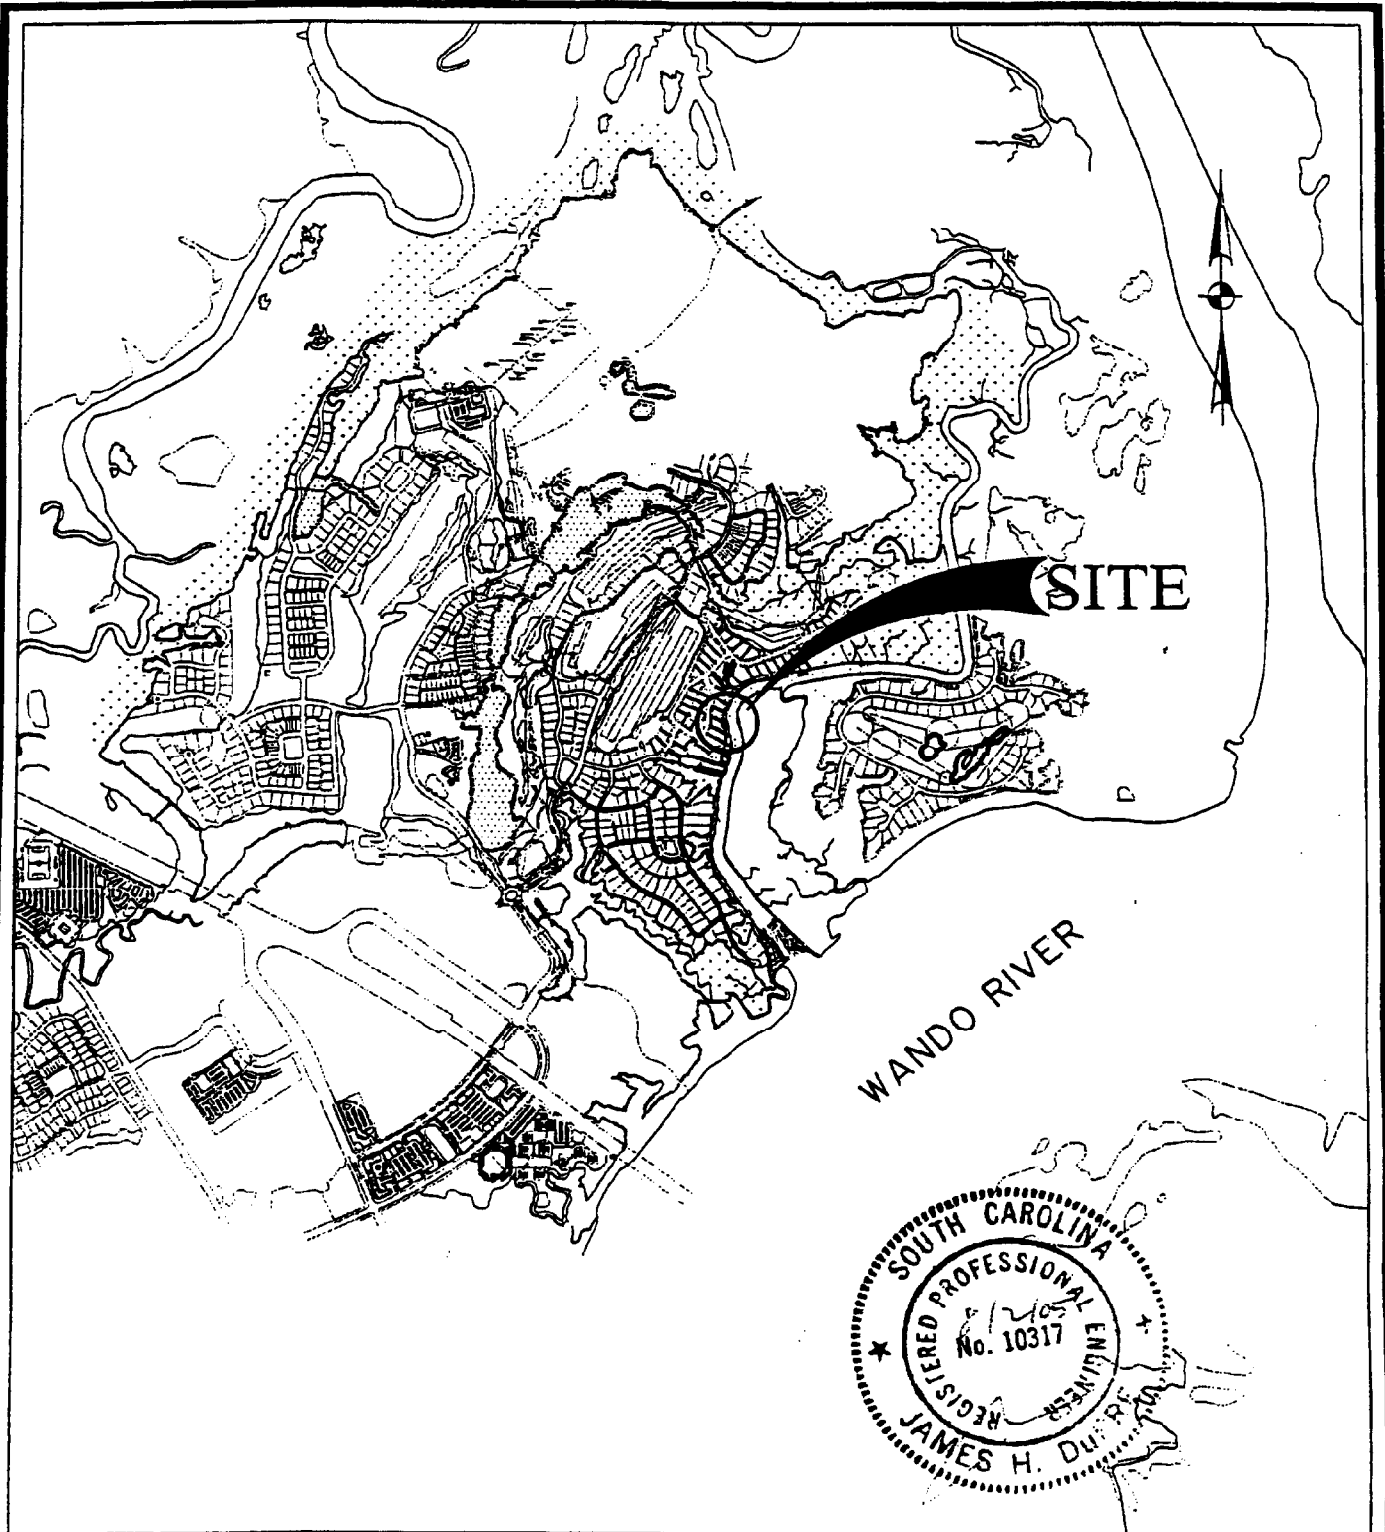 SITE
WANDO RIVER
SOUTH CAROLINA
REGISTERED PROFESSIONAL ENGINEER
No. 10317
JAMES H.